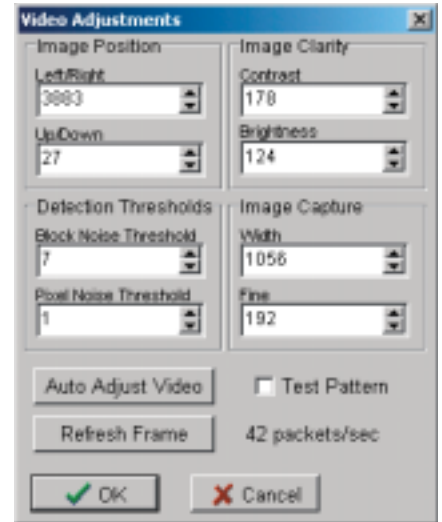 Video Adjustments
Image Position
Left/Right
3883
Up/Down
27
Image Clarity
Contrast
178
Brightness
124
Detection Thresholds
Block Noise Threshold
7
Pixel Noise Threshold
1
Image Capture
Width
1056
Fine
192
Auto Adjust Video
Test Pattern
Refresh Frame
42 packets/sec
OK
Cancel